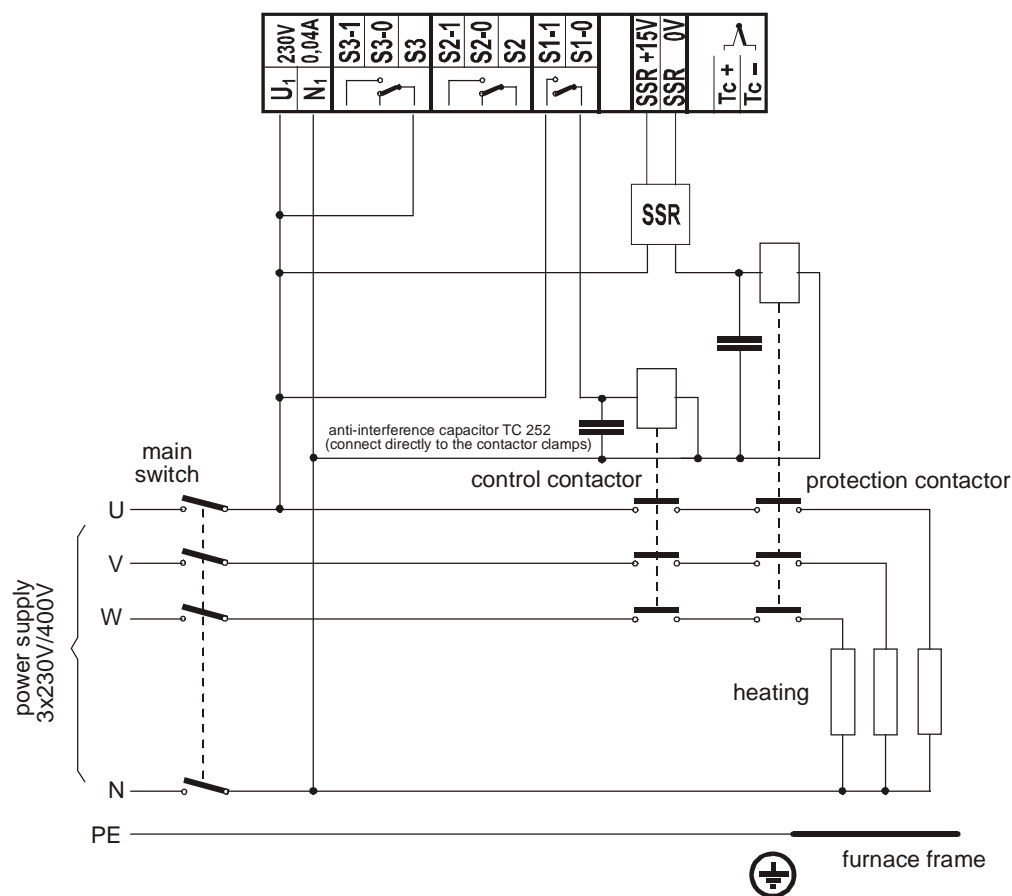 U1 230V
N1 0,04A
S3-1
S3-0
S3
S2-1
S2-0
S2
S1-1
S1-0
SSR +15V
SSR 0V
Tc +
Tc -
SSR
anti-interference capacitor TC 252
(connect directly to the contactor clamps)
main
switch
control contactor
protection contactor
U
V
W
power supply
3x230V/400V
heating
N
PE
furnace frame